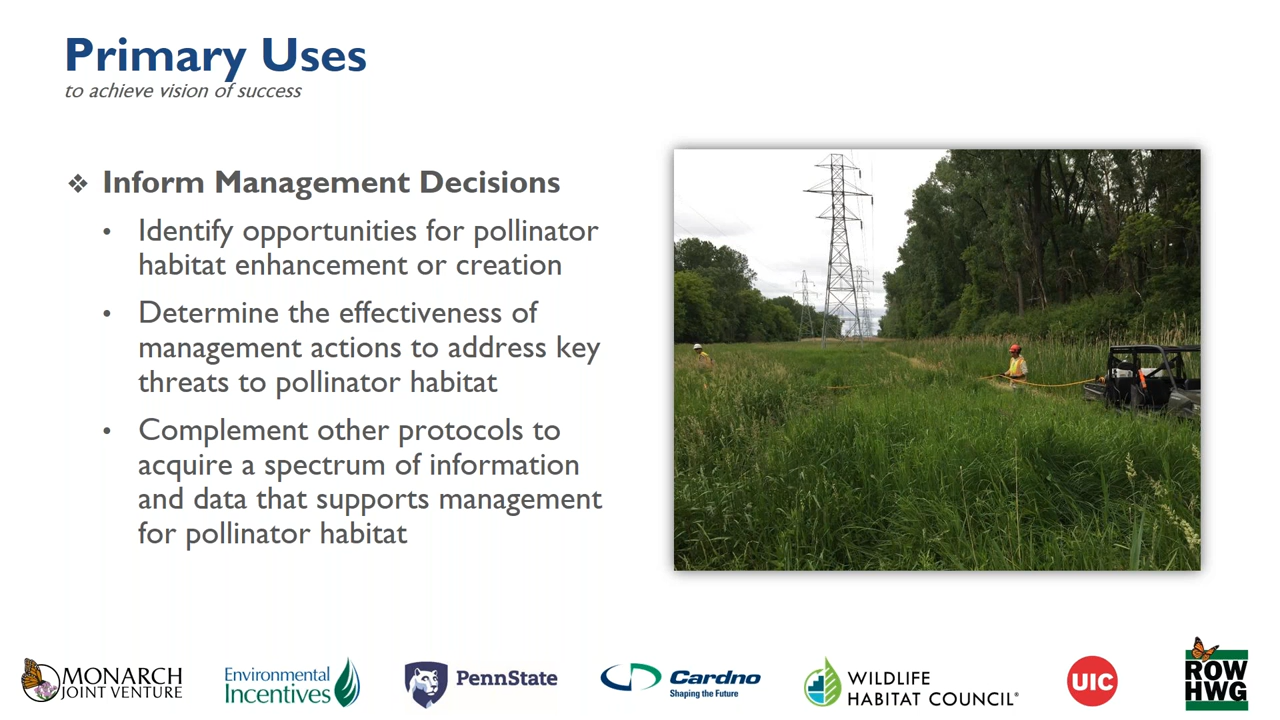 Primary Uses
to achieve vision of success
❖ Inform Management Decisions
• Identify opportunities for pollinator
habitat enhancement or creation
• Determine the effectiveness of
management actions to address key
threats to pollinator habitat
• Complement other protocols to
acquire a spectrum of information
and data that supports management
for pollinator habitat
MONARCH
JOINT VENTURE
Environmental
Incentives
PennState
Cardno
Shaping the Future
WILDLIFE
HABITAT COUNCIL®
UIC
ROW
HWG